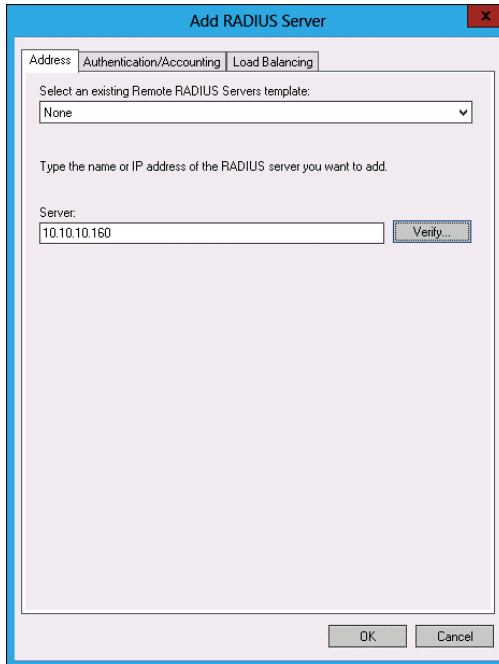 Add RADIUS Server
x
Address Authentication/Accounting Load Balancing
Select an existing Remote RADIUS Servers template:
None
Type the name or IP address of the RADIUS server you want to add.
Server:
10.10.10.160 Verify...
OK Cancel